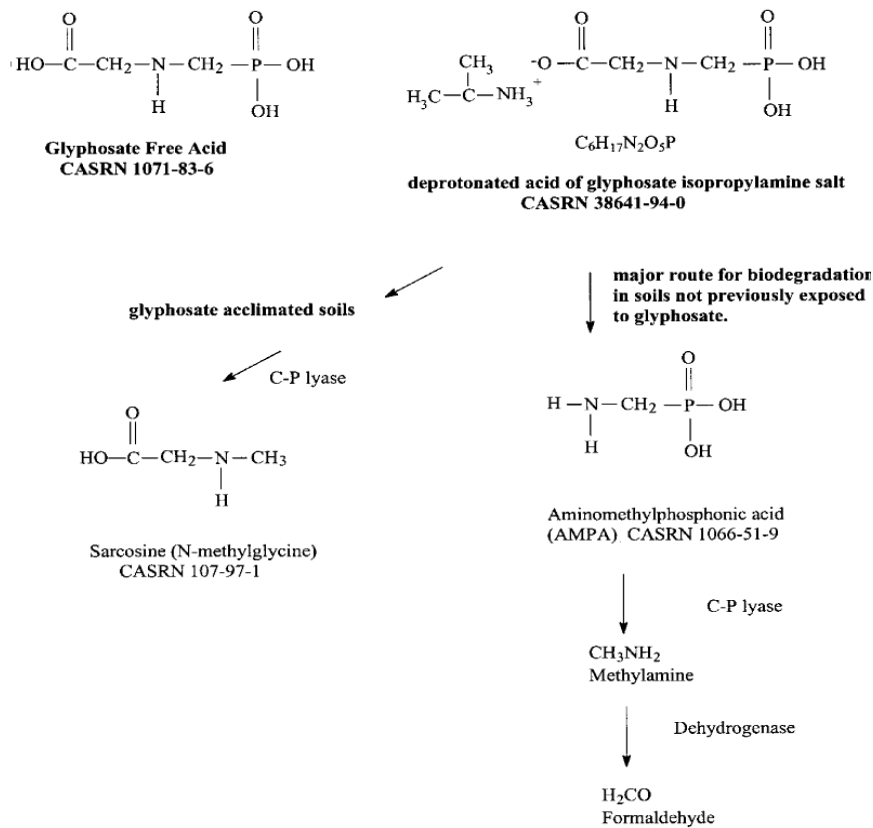 O
HO—C—CH2—N—CH2—P—OH
H
OH
Glyphosate Free Acid
CASRN 1071-83-6
CH3
H3C—C—NH3
+
O
-O—C—CH2—N—CH2—P—OH
H
OH
O
C6H17N2O5P
deprotonated acid of glyphosate isopropylamine salt
CASRN 38641-94-0
glyphosate acclimated soils
C-P lyase
major route for biodegradation
in soils not previously exposed
to glyphosate.
O
HO—C—CH2—N—CH3
H
Sarcosine (N-methylglycine)
CASRN 107-97-1
O
H—N—CH2—P—OH
H
OH
Aminomethylphosphonic acid
(AMPA) CASRN 1066-51-9
C-P lyase
CH3NH2
Methylamine
Dehydrogenase
H2CO
Formaldehyde